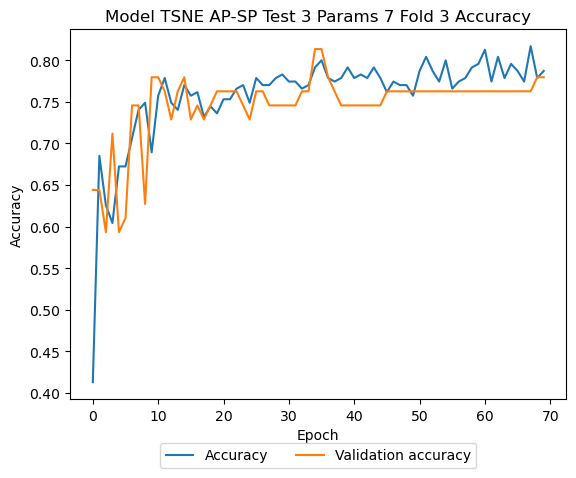 Model TSNE AP-SP Test 3 Params 7 Fold 3 Accuracy
0.80
0.75
0.70
0.65
0.60
0.55
0.50
0.45
0.40
Accuracy
0 10 20 30 40 50 60 70
Epoch
Accuracy Validation accuracy